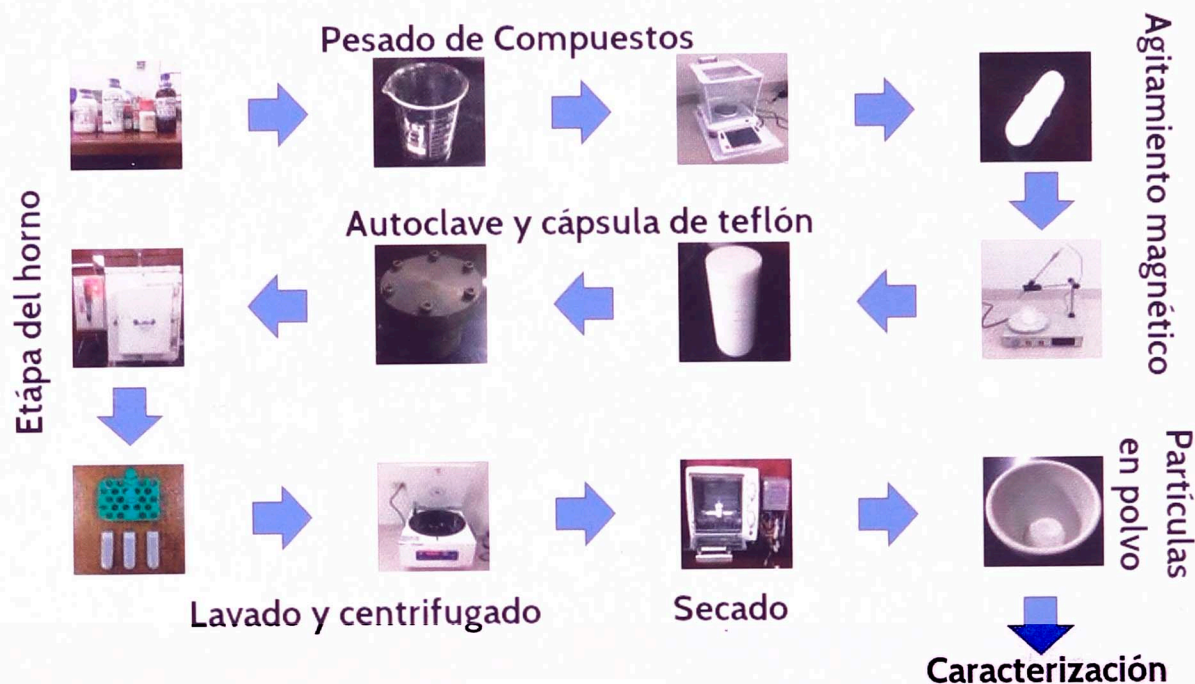 Pesado de Compuestos
Agitamiento magnético
Autoclave y cápsula de teflón
Etápa del horno
Partículas
en polvo
Lavado y centrifugado
Secado
Caracterización